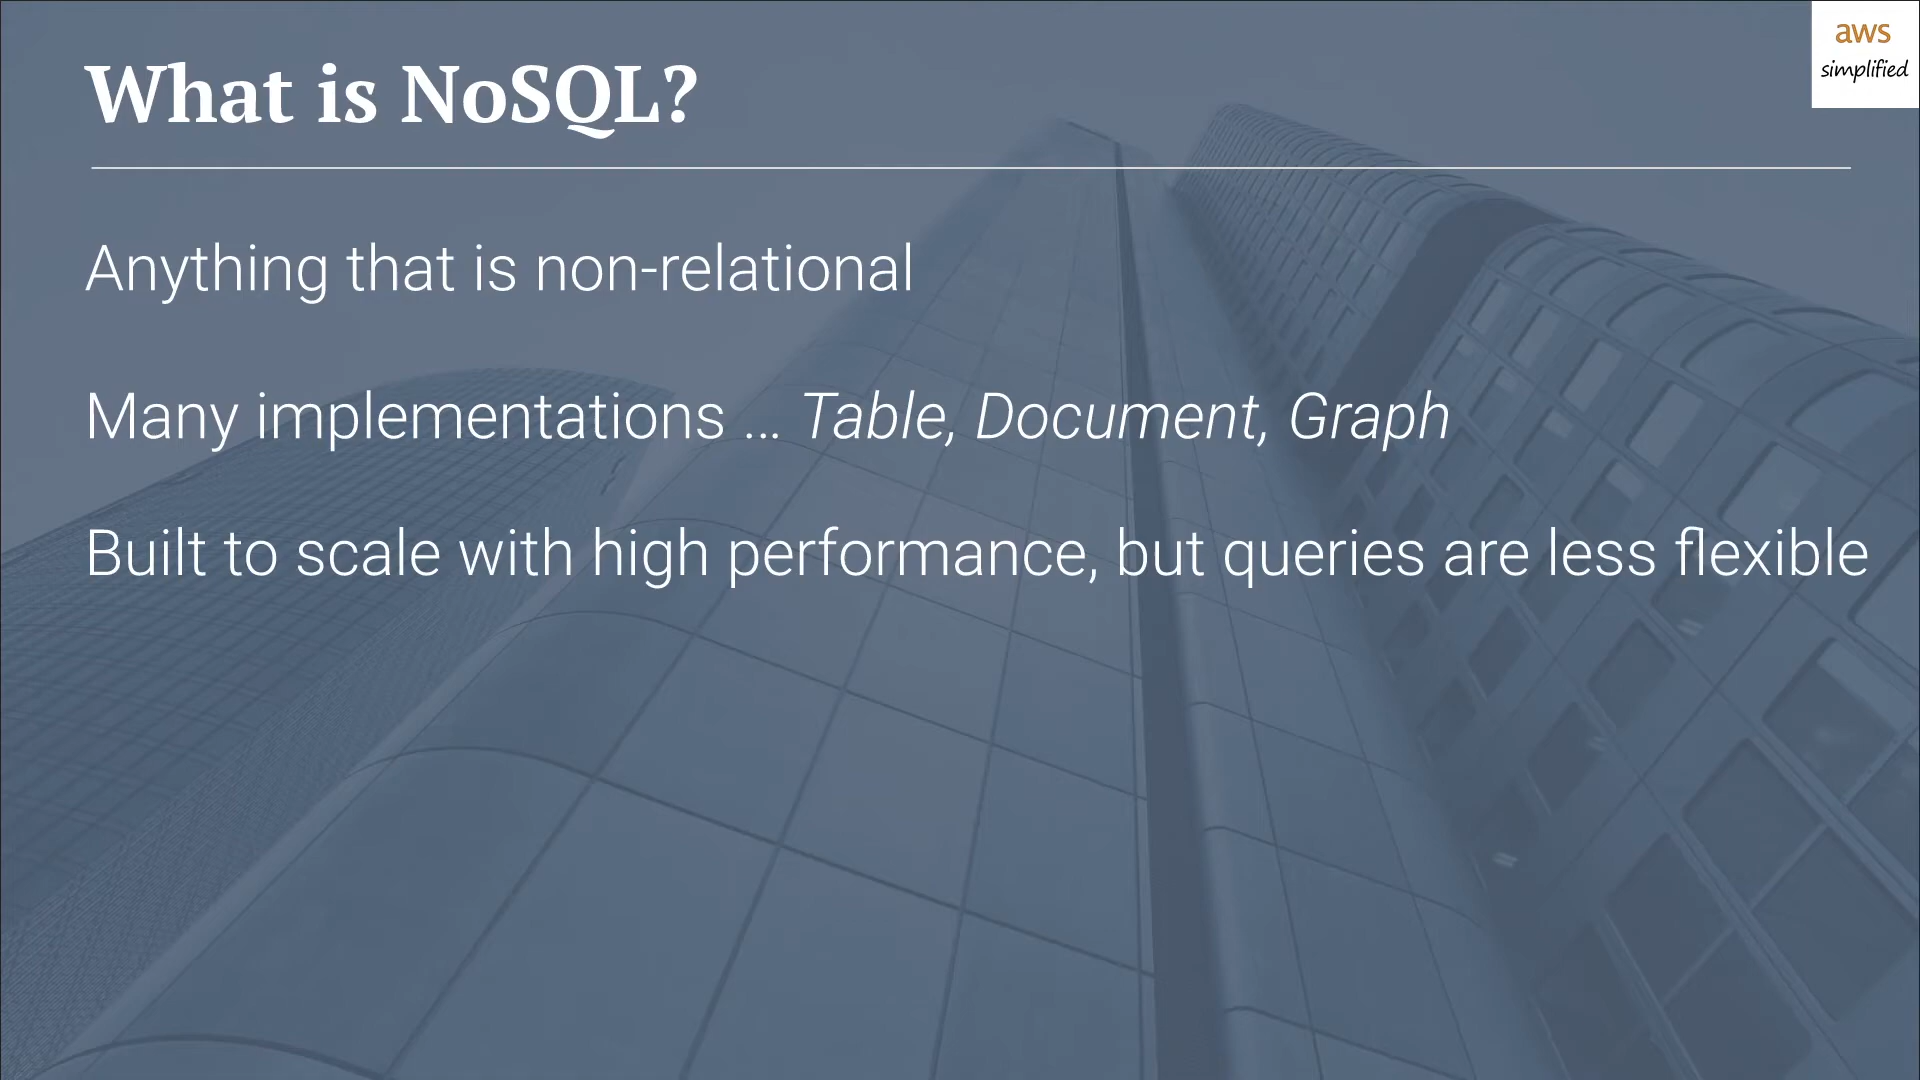 What is NoSQL?
aws
simplified
Anything that is non-relational
Many implementations ... Table, Document, Graph
Built to scale with high performance, but queries are less flexible